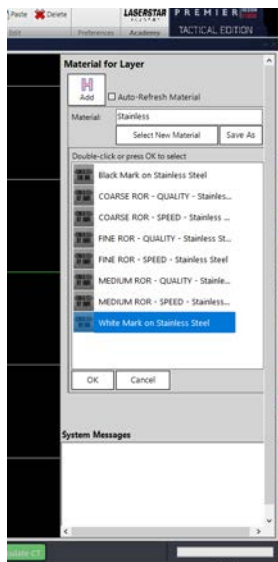 Paste Delete
LASERSTAR PREMIER
Edit Preferences Academy TACTICAL EDITION
Material for Layer
H
Add Auto-Refresh Material
Material: Stainless
Select New Material Save As
Double-click or press OK to select
Black Mark on Stainless Steel
COARSE ROR - QUALITY - Stainles...
COARSE ROR - SPEED - Stainless ...
FINE ROR - QUALITY - Stainless St...
FINE ROR - SPEED - Stainless Steel
MEDIUM ROR - QUALITY - Stainle...
MEDIUM ROR - SPEED - Stainless...
White Mark on Stainless Steel
OK Cancel
System Messages
ulate CT